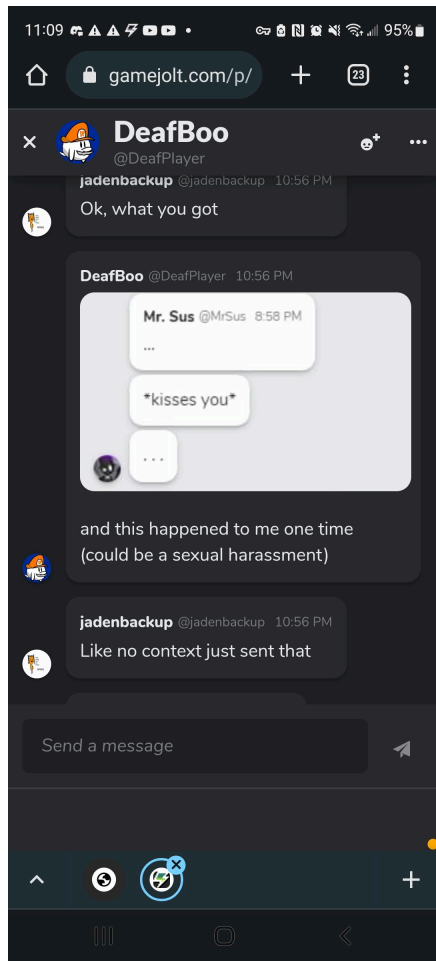 11:09
95%
gamejolt.com/p/
23
DeafBoo
@DeafPlayer
jadenbackup @jadenbackup 10:56 PM
Ok, what you got
DeafBoo @DeafPlayer 10:56 PM
Mr. Sus @MrSus 8:58 PM
...
*kisses you*
...
and this happened to me one time
(could be a sexual harassment)
jadenbackup @jadenbackup 10:56 PM
Like no context just sent that
Send a message